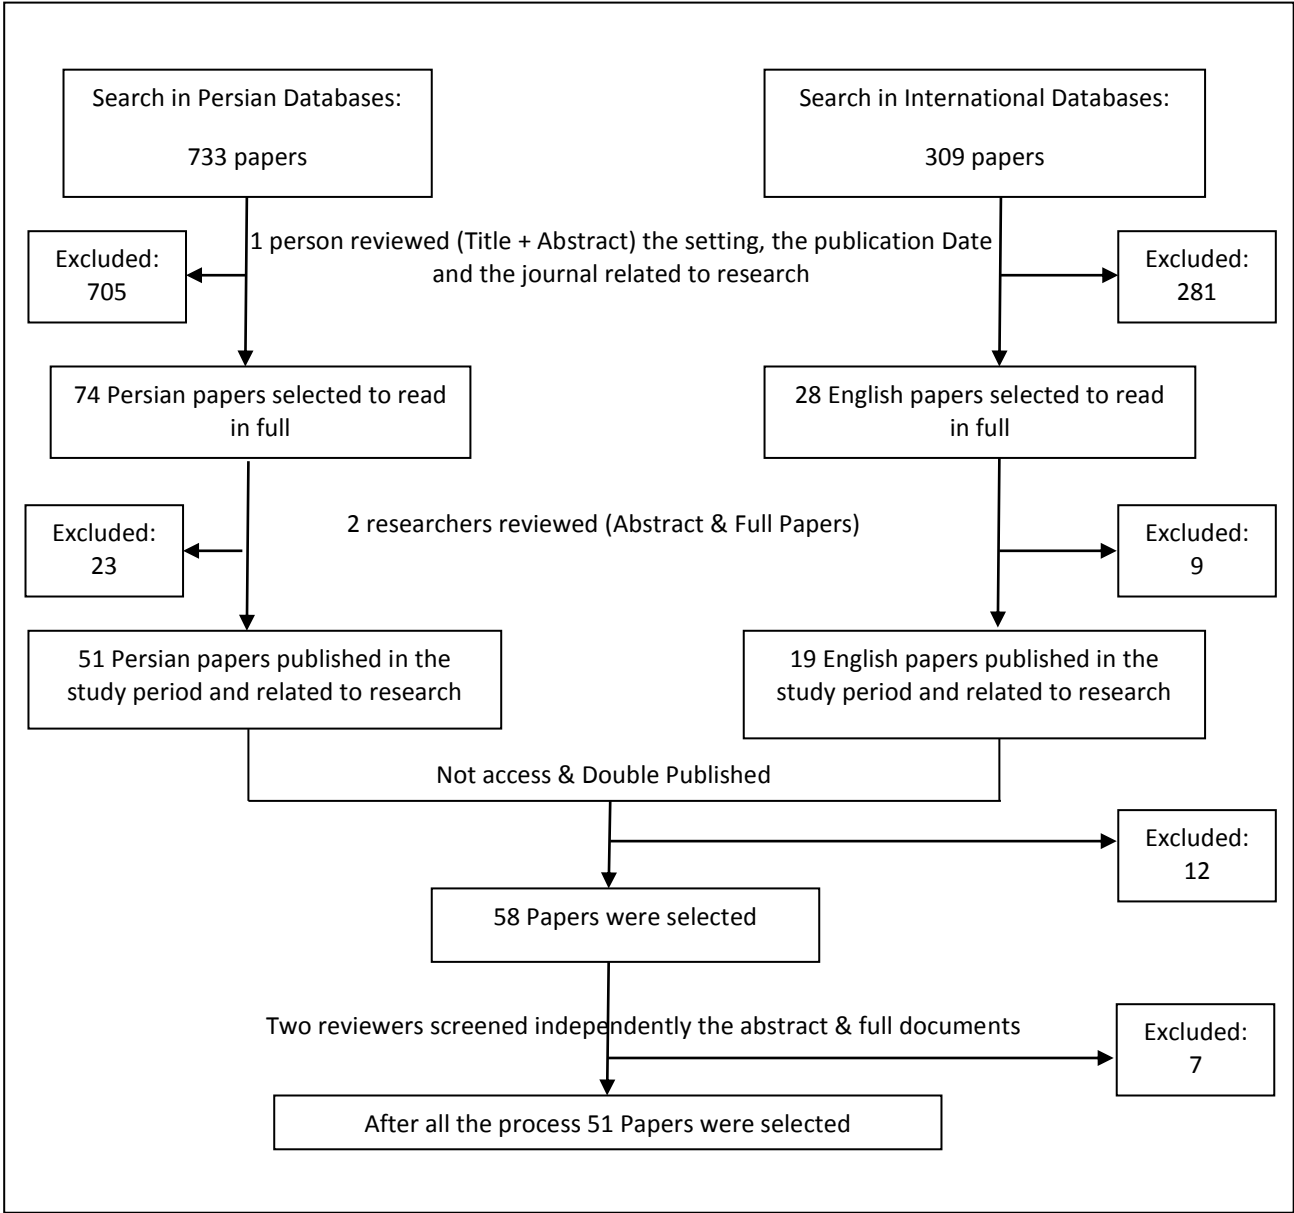 Search in Persian Databases:
733 papers
Search in International Databases:
309 papers
1 person reviewed (Title + Abstract) the setting, the publication Date
and the journal related to research
Excluded:
705
Excluded:
281
74 Persian papers selected to read
in full
28 English papers selected to read
in full
2 researchers reviewed (Abstract & Full Papers)
Excluded:
23
Excluded:
9
51 Persian papers published in the
study period and related to research
19 English papers published in the
study period and related to research
Not access & Double Published
Excluded:
12
58 Papers were selected
Two reviewers screened independently the abstract & full documents
Excluded:
7
After all the process 51 Papers were selected